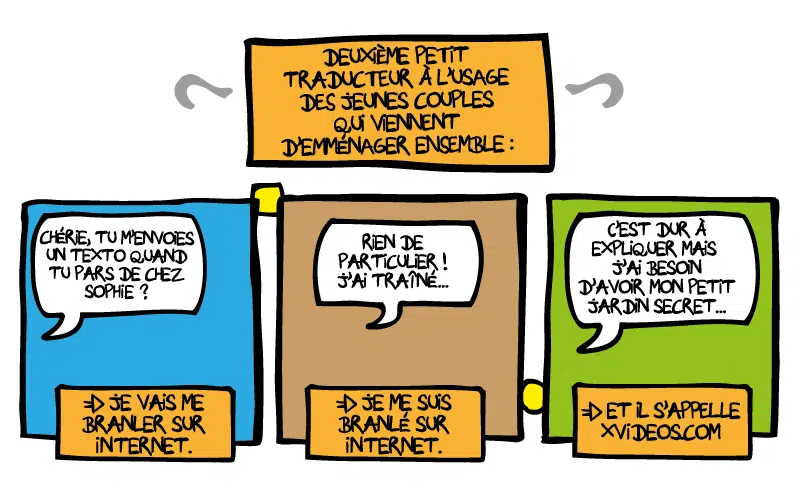 DEUXIÈME PETIT
TRADUCTEUR À L'USAGE
DES JEUNES COUPLES
QUI VIENNENT
D'EMMÉNAGER ENSEMBLE :
CHÉRIE, TU M'ENVOIES
UN TEXTO QUAND
TU PARS DE CHEZ
SOPHIE ?
=> JE VAIS ME
BRANLER SUR
INTERNET.
RIEN DE
PARTICULIER !
J'AI TRAÎNÉ...
=> JE ME SUIS
BRANLÉ SUR
INTERNET.
C'EST DUR À
EXPLIQUER MAIS
J'AI BESOIN
D'AVOIR MON PETIT
JARDIN SECRET...
=> ET IL S'APPELLE
XVIDEOS.COM